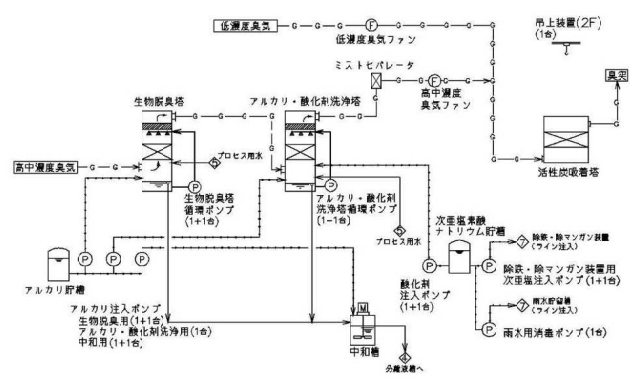 低濃度臭気
低濃度臭気ファン
吊上装置(2F)
(1台)
ミストセパレータ
高中濃度
臭気ファン
臭突
生物脱臭塔
アルカリ・酸化剤洗浄塔
高中濃度臭気
プロセス用水
生物脱臭塔
循環ポンプ
(1+1台)
アルカリ・酸化剤
洗浄塔循環ポンプ
(1-1台)
プロセス用水
活性炭吸着塔
次亜塩素酸
ナトリウム貯槽
除鉄・除マンガン装置
(ライン注入)
除鉄・除マンガン装置用
次亜塩注入ポンプ(1+1台)
酸化剤
注入ポンプ
(1+1台)
雨水貯留槽
(ライン注入)
雨水用消毒ポンプ(1台)
アルカリ貯槽
アルカリ注入ポンプ
生物脱臭用(1+1台)
アルカリ・酸化剤洗浄用(1台)
中和用(1+1台)
中和槽
分離液槽へ